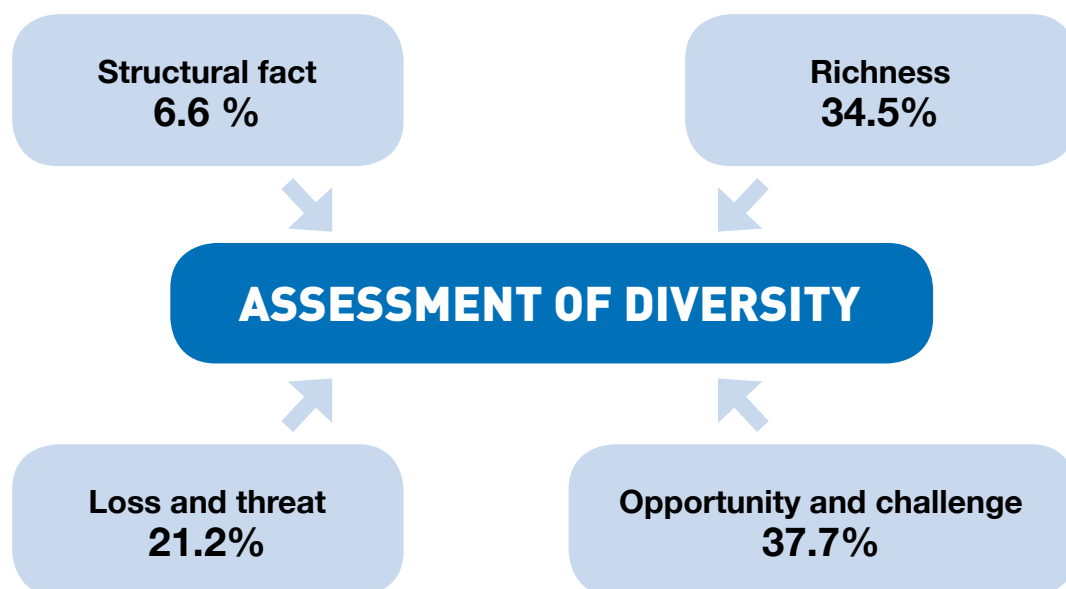 Structural fact
6.6 %
Richness
34.5%
ASSESSMENT OF DIVERSITY
Loss and threat
21.2%
Opportunity and challenge
37.7%